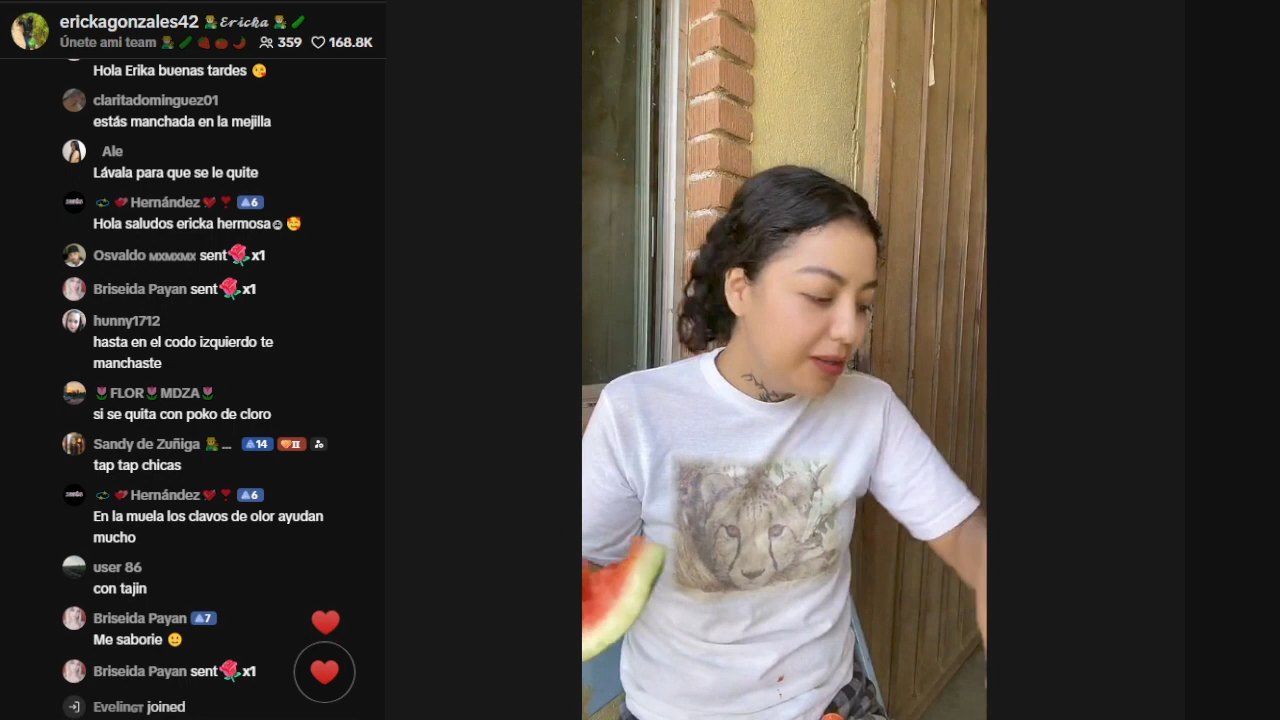 erickagonzales42 👨‍🌾𝓔𝓻𝓲𝓬𝓴𝓪👨‍🌾🥒
Únete ami team 👨‍🌾🥒🍓🍅🌶️ 359 168.8K
Hola Erika buenas tardes 😘
claritadominguez01
estás manchada en la mejilla
Ale
Lávala para que se le quite
Hernández 6
Hola saludos ericka hermosa☺ 🥰
Osvaldo ᴍxᴍxᴍx sent🌹x1
Briseida Payan sent🌹x1
hunny1712
hasta en el codo izquierdo te
manchaste
🌷FLOR🌷MDZA🌷
si se quita con poko de cloro
Sandy de Zuñiga 👨‍🌾... 14 II
tap tap chicas
Hernández 6
En la muela los clavos de olor ayudan
mucho
user 86
con tajin
Briseida Payan 7
Me saborie 🙂
Briseida Payan sent🌹x1
Evelinɢᴛ joined